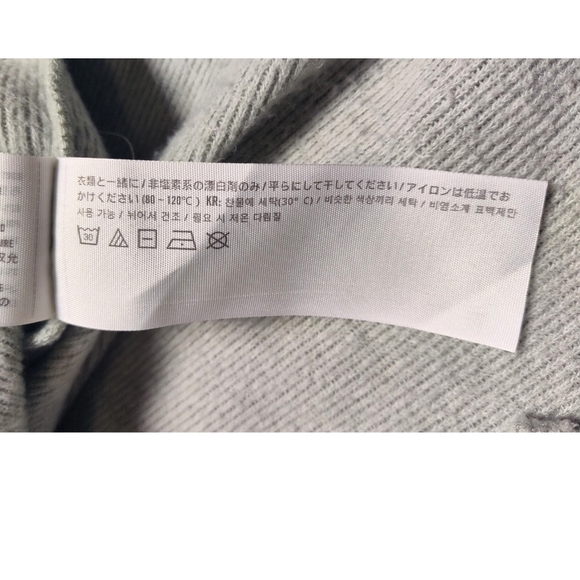 衣類と一緒に/非塩素系の漂白剤のみ/平らにして干してください/アイロンは低温でお
かけください(80~120℃) KR: 찬물에 세탁(30° C) / 비슷한 색상끼리 세탁 / 비염소계 표백제만
사용 가능 / 뉘어서 건조 / 필요 시 저온 다림질
30